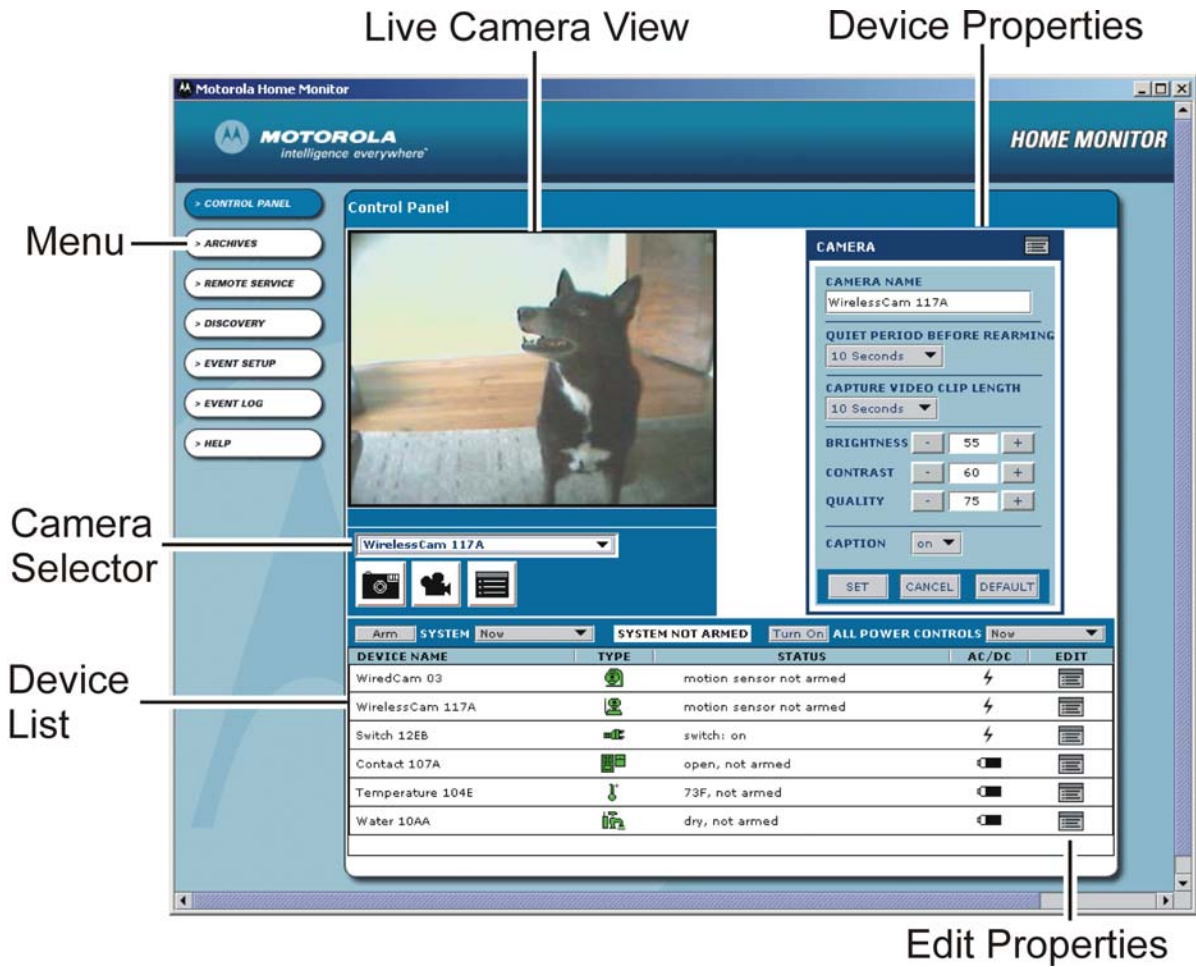 Live Camera View
Device Properties
Motorola Home Monitor
MOTOROLA
intelligence everywhere
HOME MONITOR
> CONTROL PANEL
> ARCHIVES
> REMOTE SERVICE
> DISCOVERY
> EVENT SETUP
> EVENT LOG
> HELP
Menu
Camera
Selector
Device
List
Control Panel
WirelessCam 117A
CAMERA
CAMERA NAME
WirelessCam 117A
QUIET PERIOD BEFORE REARMING
10 Seconds
CAPTURE VIDEO CLIP LENGTH
10 Seconds
BRIGHTNESS - 55 +
CONTRAST - 60 +
QUALITY - 75 +
CAPTION on
SET CANCEL DEFAULT
Arm SYSTEM Now SYSTEM NOT ARMED Turn On ALL POWER CONTROLS Now
DEVICE NAME TYPE STATUS AC/DC EDIT
WiredCam 03 motion sensor not armed
WirelessCam 117A motion sensor not armed
Switch 12EB switch: on
Contact 107A open, not armed
Temperature 104E 73F, not armed
Water 10AA dry, not armed
Edit Properties